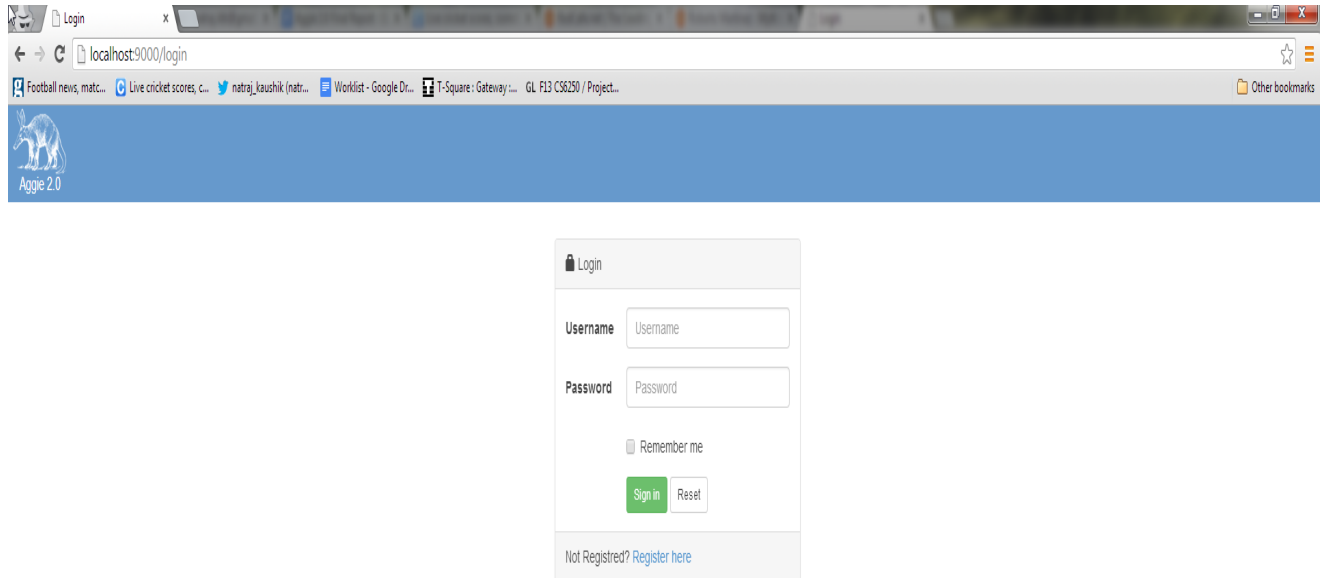 Login
localhost:9000/login
Football news, matc... Live cricket scores, c... natraj_kaushik (natr... Worklist - Google Dr... T-Square : Gateway :... GL F13 CS6250 / Project... Other bookmarks
Aggie 2.0
Login
Username Username
Password Password
Remember me
Sign in Reset
Not Registred? Register here